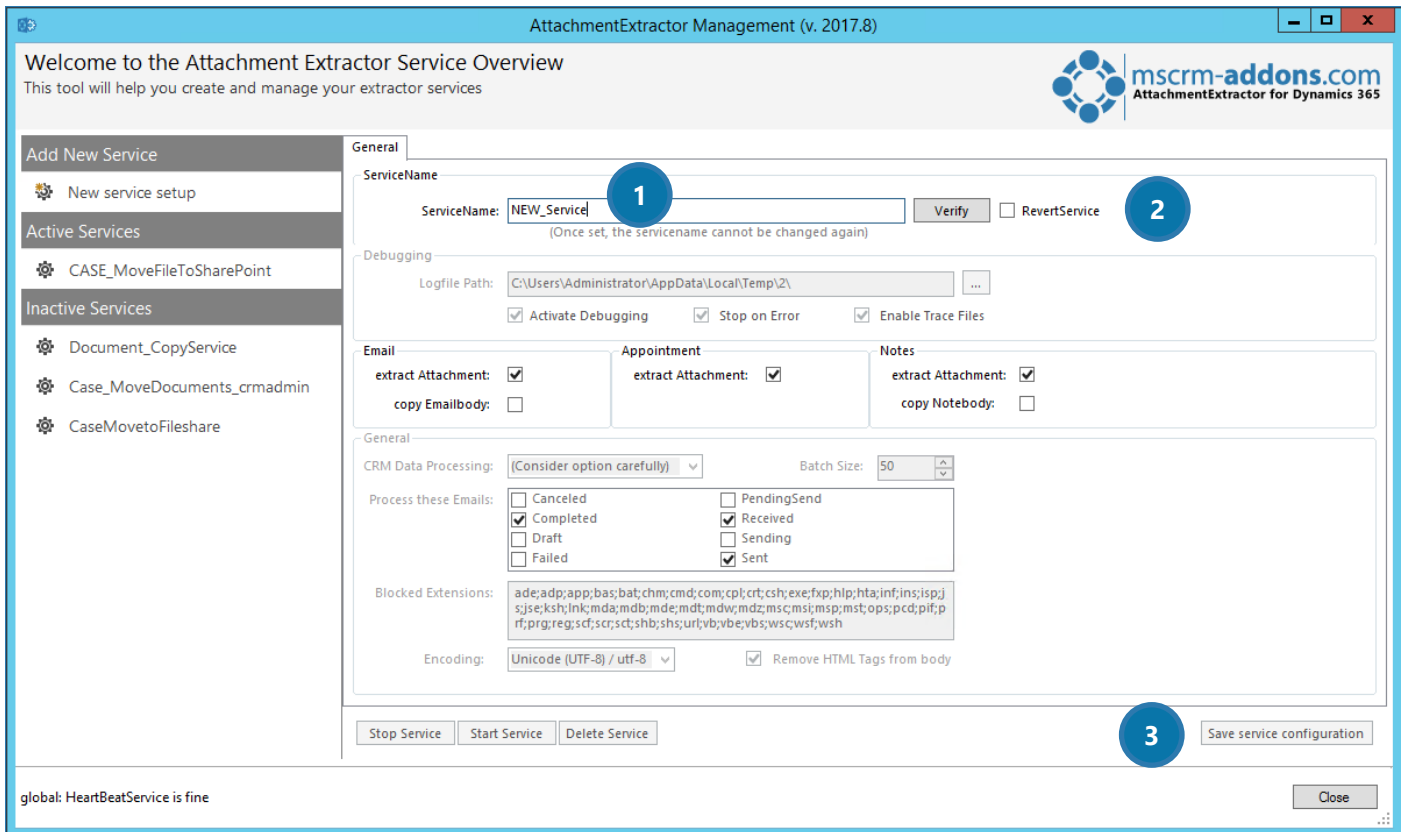 AttachmentExtractor Management (v. 2017.8)
Welcome to the Attachment Extractor Service Overview
This tool will help you create and manage your extractor services
mscrm-addons.com
AttachmentExtractor for Dynamics 365
Add New Service
New service setup
Active Services
CASE_MoveFileToSharePoint
Inactive Services
Document_CopyService
Case_MoveDocuments_crmadmin
CaseMovetoFileshare
General
ServiceName
1
2
ServiceName: NEW_Service Verify RevertService
(Once set, the servicename cannot be changed again)
Debugging
Logfile Path: C:\Users\Administrator\AppData\Local\Temp\2\ ...
Activate Debugging Stop on Error Enable Trace Files
Email Appointment Notes
extract Attachment: extract Attachment: extract Attachment:
copy Emailbody: copy Notebody:
General
CRM Data Processing: (Consider option carefully) Batch Size: 50
Process these Emails: Canceled PendingSend
Completed Received
Draft Sending
Failed Sent
Blocked Extensions: ade;adp;app;bas;bat;chm;cmd;com;cpl;crt;csh;exe;fxp;hlp;hta;inf;ins;isp;j
s;jse;ksh;lnk;mda;mdb;mde;mdt;mdw;mdz;msc;msi;msp;mst;ops;pcd;pif;p
rf;prg;reg;scf;scr;sct;shb;shs;url;vb;vbe;vbs;wsc;wsf;wsh
Encoding: Unicode (UTF-8) / utf-8 Remove HTML Tags from body
Stop Service Start Service Delete Service 3 Save service configuration
global: HeartBeatService is fine Close